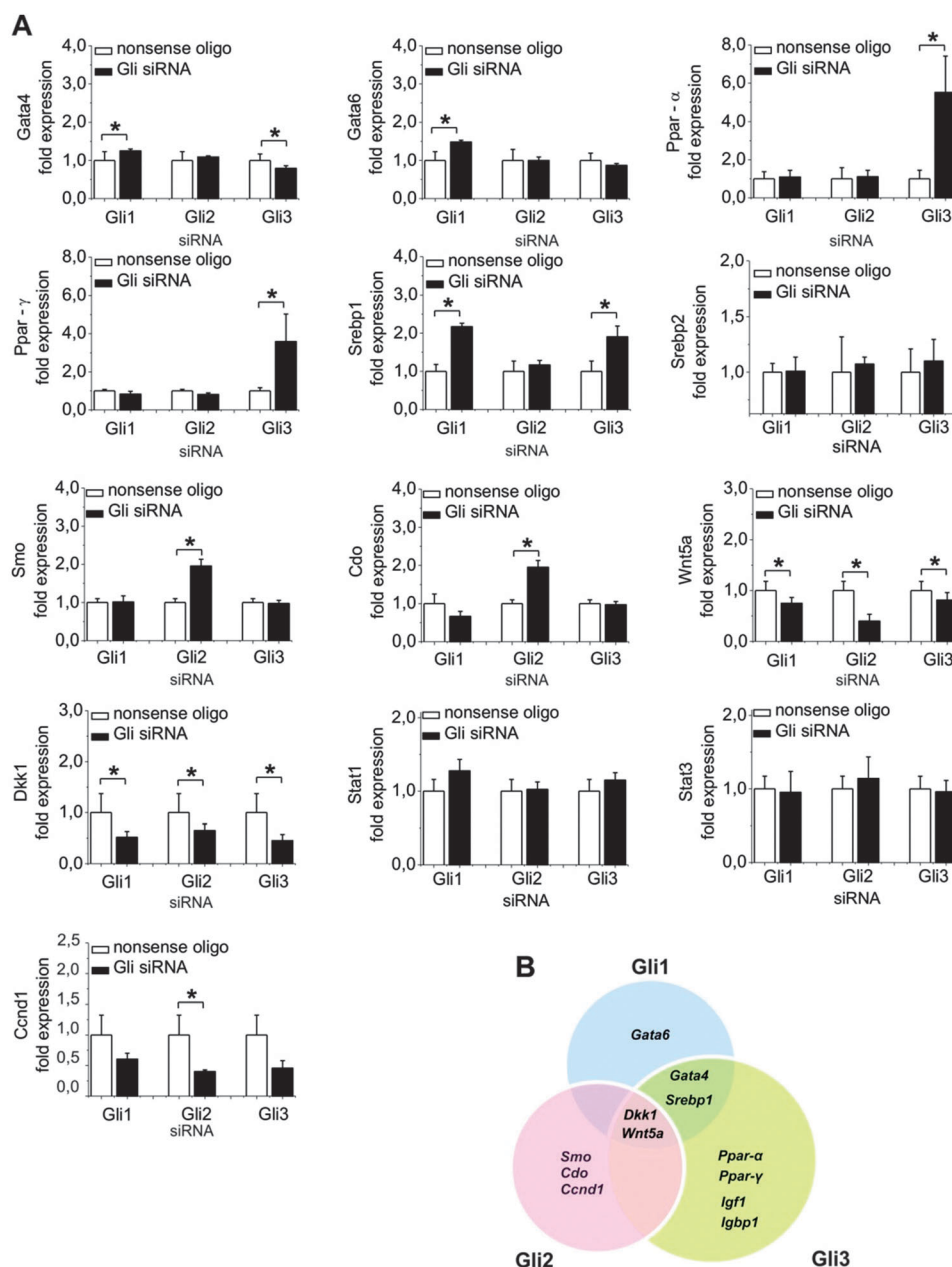 A
Gata4
fold expression
4,0
3,0
2,0
1,0
0,0
nonsense oligo
Gli siRNA
*
*
Gli1
Gli2
Gli3
siRNA
Gata6
fold expression
4,0
3,0
2,0
1,0
0,0
nonsense oligo
Gli siRNA
*
Gli1
Gli2
Gli3
siRNA
Ppar - α
fold expression
8,0
6,0
4,0
2,0
0,0
nonsense oligo
Gli siRNA
*
Gli1
Gli2
Gli3
siRNA
Ppar - γ
fold expression
8,0
6,0
4,0
2,0
0,0
nonsense oligo
Gli siRNA
*
Gli1
Gli2
Gli3
siRNA
Srebp1
fold expression
4,0
3,0
2,0
1,0
0,0
nonsense oligo
Gli siRNA
*
*
Gli1
Gli2
Gli3
siRNA
Srebp2
fold expression
2,0
1,5
1,0
nonsense oligo
Gli siRNA
Gli1
Gli2
Gli3
siRNA
Smo
fold expression
4,0
3,0
2,0
1,0
0,0
nonsense oligo
Gli siRNA
*
Gli1
Gli2
Gli3
siRNA
Cdo
fold expression
4,0
3,0
2,0
1,0
0,0
nonsense oligo
Gli siRNA
*
Gli1
Gli2
Gli3
siRNA
Wnt5a
fold expression
3,0
2,0
1,0
0,0
nonsense oligo
Gli siRNA
*
*
*
Gli1
Gli2
Gli3
siRNA
Dkk1
fold expression
3,0
2,0
1,0
0,0
nonsense oligo
Gli siRNA
*
*
*
Gli1
Gli2
Gli3
siRNA
Stat1
fold expression
2,0
1,0
0,0
nonsense oligo
Gli siRNA
Gli1
Gli2
Gli3
siRNA
Stat3
fold expression
2,0
1,0
0,0
nonsense oligo
Gli siRNA
Gli1
Gli2
Gli3
siRNA
Ccnd1
fold expression
2,5
2,0
1,0
0,5
0,0
nonsense oligo
Gli siRNA
*
Gli1
Gli2
Gli3
siRNA
B
Gli1
Gata6
Gata4
Srebp1
Dkk1
Wnt5a
Smo
Cdo
Ccnd1
Ppar-α
Ppar-γ
Igf1
Igbp1
Gli2
Gli3